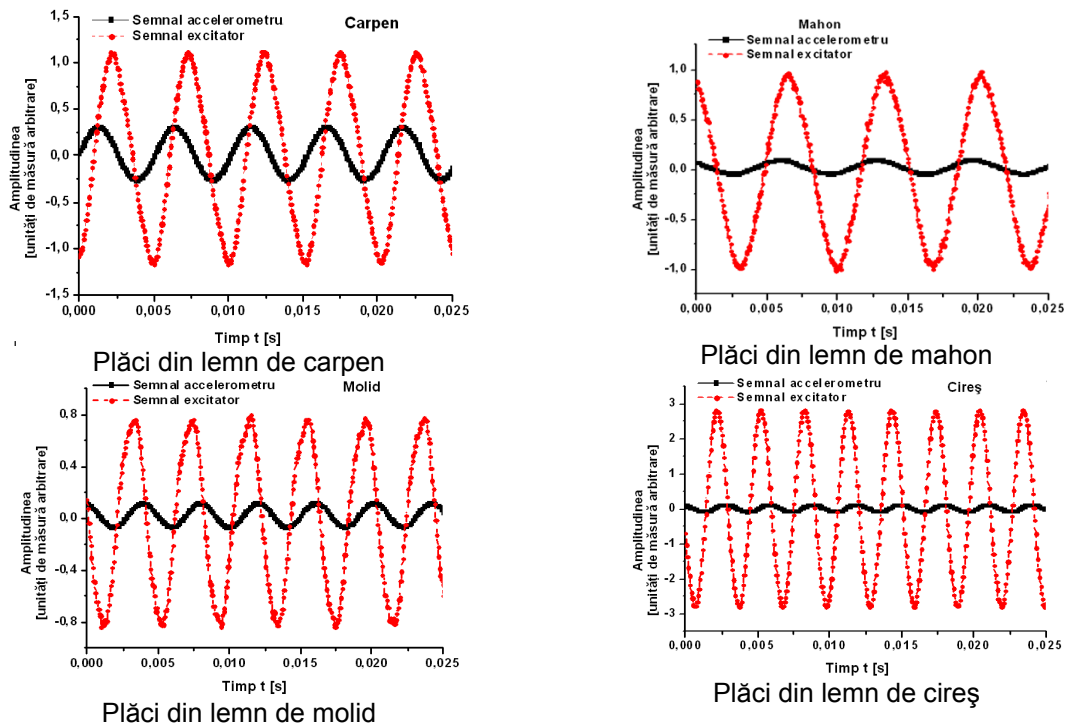 Carpen
Semnal accelerometru
Semnal excitator
Amplitudinea
[unități de măsură arbitrare]
1,5
1,0
0,5
0,0
-0,5
-1,0
-1,5
0,000 0,005 0,010 0,015 0,020 0,025
Timp t [s]
Plăci din lemn de carpen
Mahon
Semnal accelerometru
Semnal excitator
Amplitudinea
[unități de măsură arbitrare]
1,0
0,5
0,0
-0,5
-1,0
0,000 0,005 0,010 0,015 0,020 0,025
Timp t [s]
Plăci din lemn de mahon
Molid
Semnal accelerometru
Semnal excitator
Amplitudinea
[unități de măsură arbitrare]
0,8
0,4
0,0
-0,4
-0,8
0,000 0,005 0,010 0,015 0,020 0,025
Timp t [s]
Plăci din lemn de molid
Cireş
Semnal accelerometru
Semnal excitator
Amplitudinea
[unități de măsură arbitrare]
3
2
1
0
-1
-2
-3
0,000 0,005 0,010 0,015 0,020 0,025
Timp t [s]
Plăci din lemn de cireş